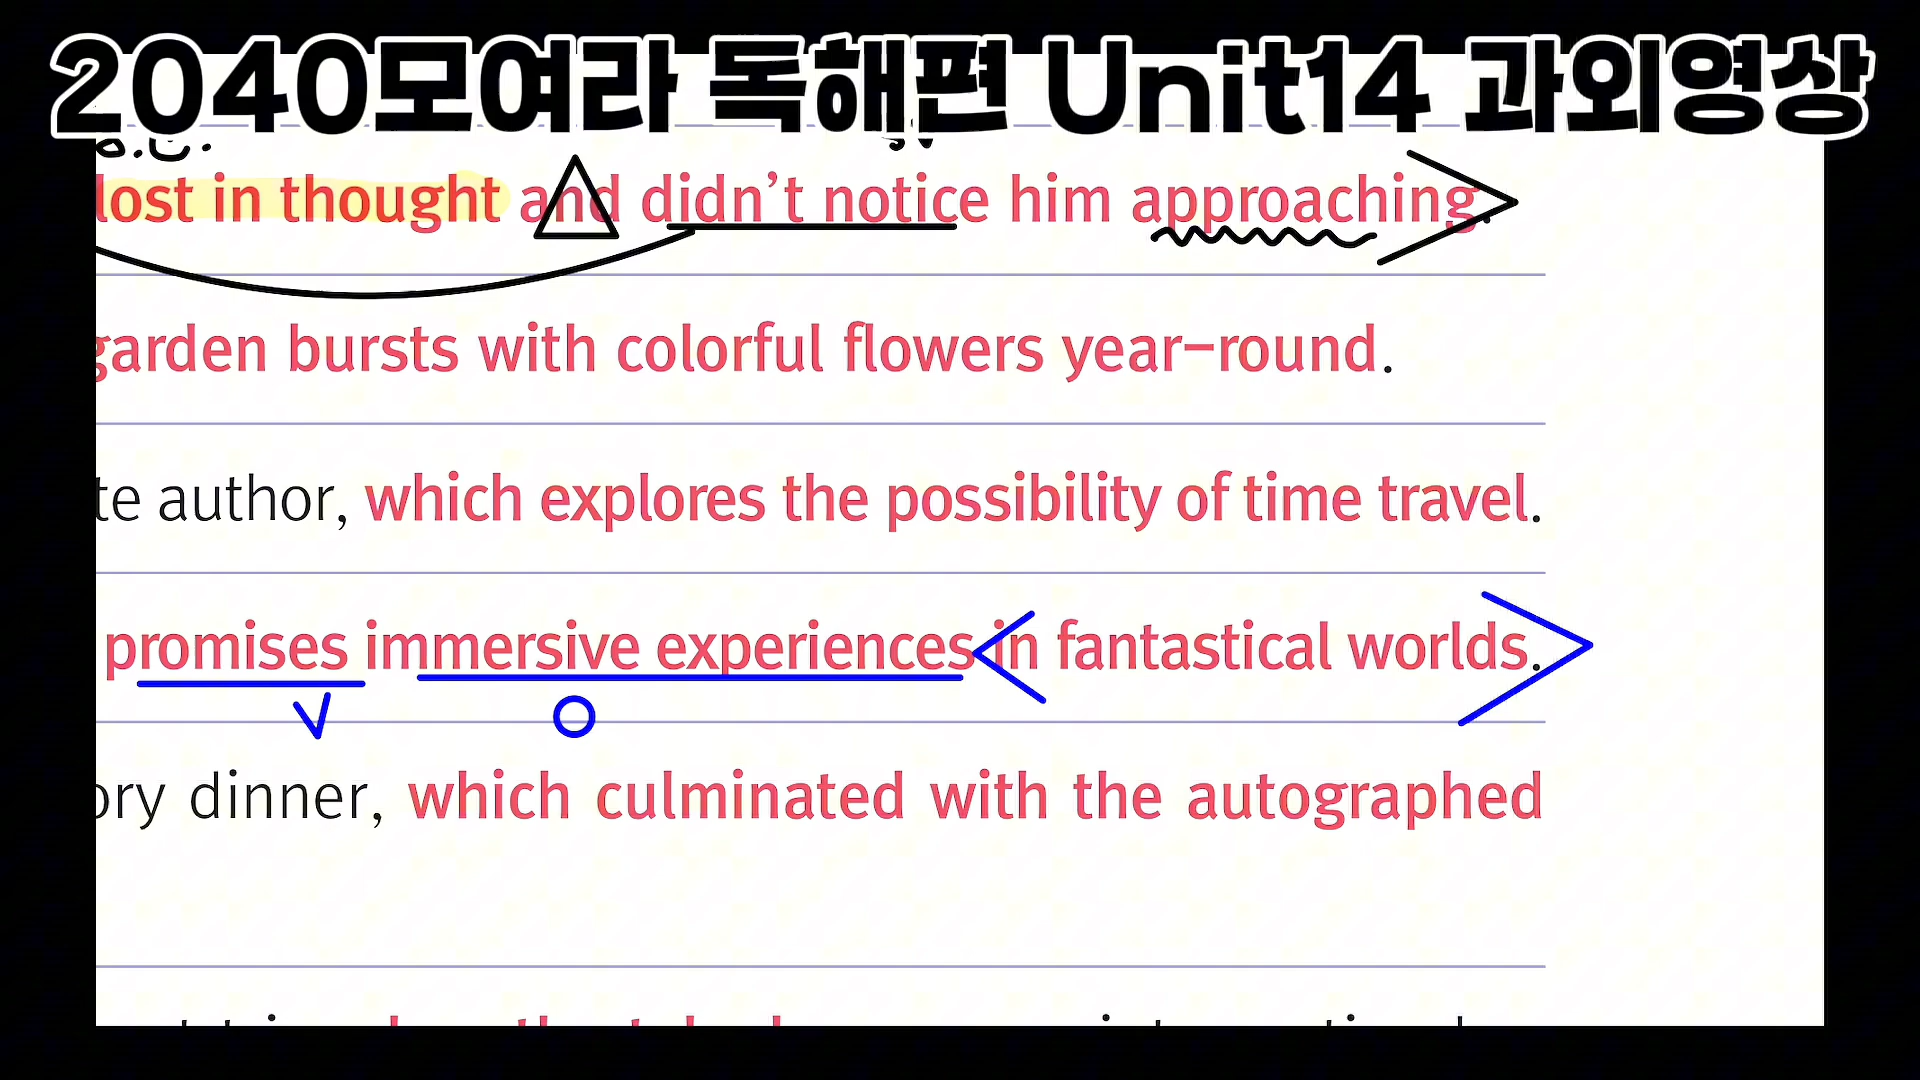 2040모여라 독해편 Unit14 과외영상
lost in thought and didn't notice him approaching.
garden bursts with colorful flowers year-round.
te author, which explores the possibility of time travel.
promises immersive experiences in fantastical worlds.
V O
ory dinner, which culminated with the autographed